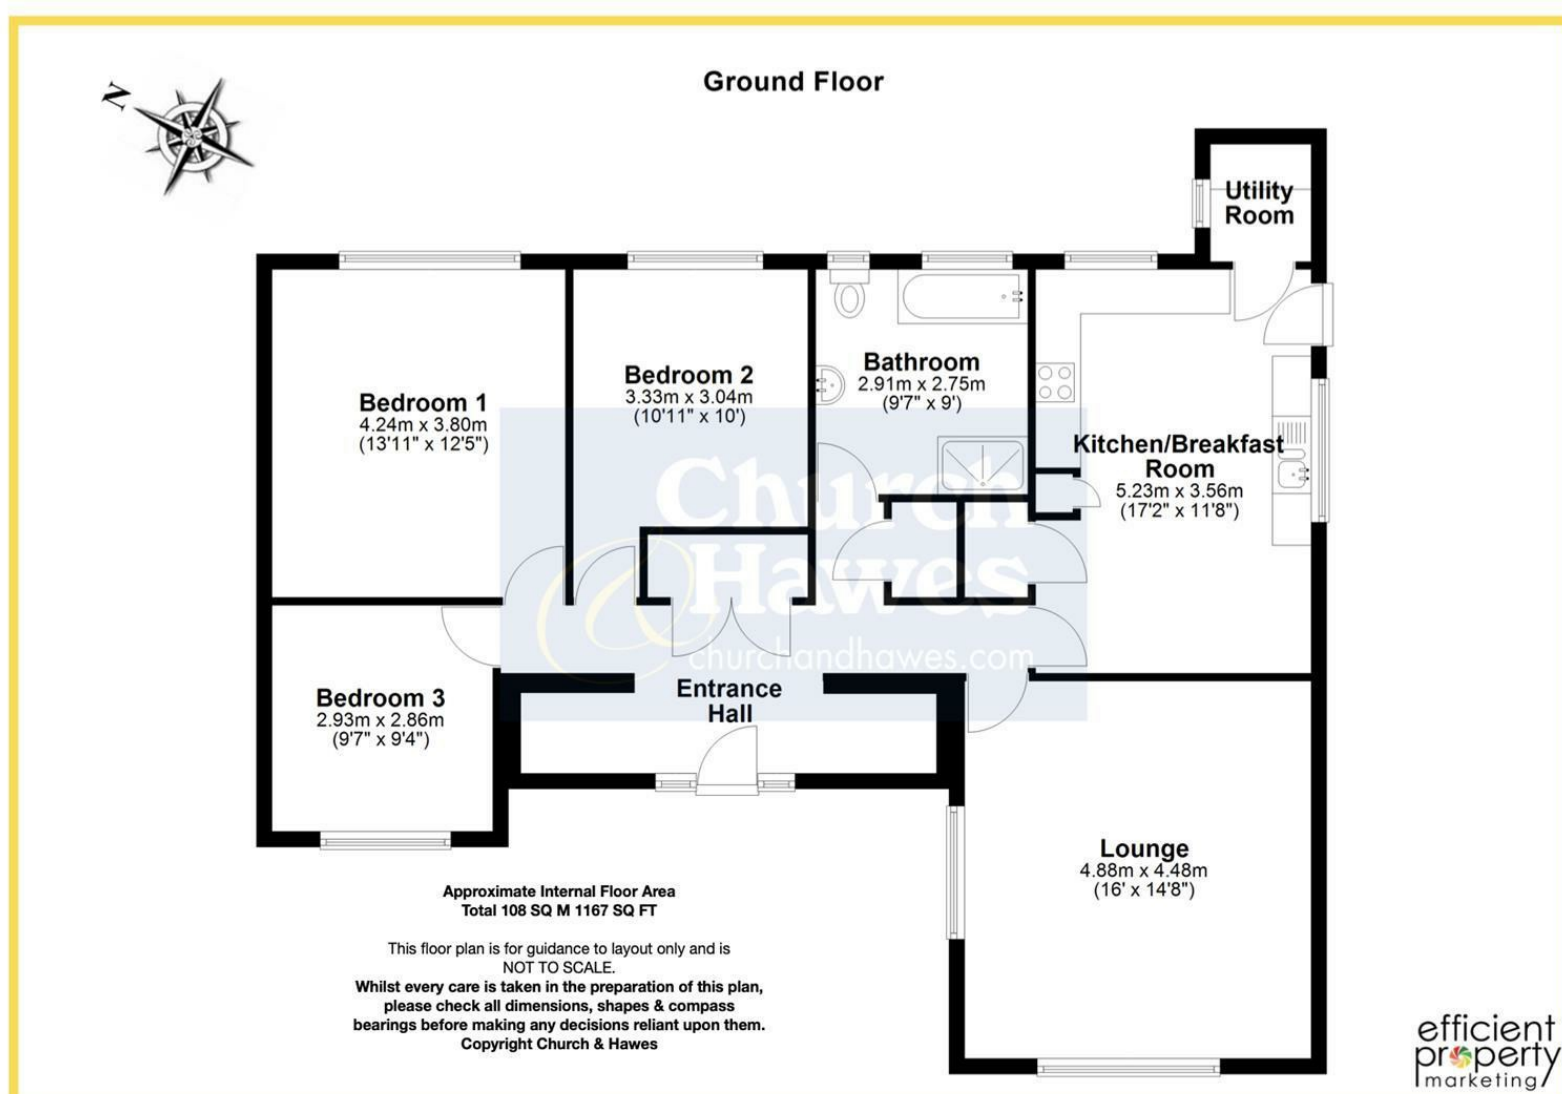 N
Ground Floor
Utility
Room
Bedroom 1
4.24m x 3.80m
(13'11" x 12'5")
Bedroom 2
3.33m x 3.04m
(10'11" x 10')
Bathroom
2.91m x 2.75m
(9'7" x 9')
Kitchen/Breakfast
Room
5.23m x 3.56m
(17'2" x 11'8")
Church
& Hawes
churchandhawes.com
Bedroom 3
2.93m x 2.86m
(9'7" x 9'4")
Entrance
Hall
Lounge
4.88m x 4.48m
(16' x 14'8")
Approximate Internal Floor Area
Total 108 SQ M 1167 SQ FT
This floor plan is for guidance to layout only and is
NOT TO SCALE.
Whilst every care is taken in the preparation of this plan,
please check all dimensions, shapes & compass
bearings before making any decisions reliant upon them.
Copyright Church & Hawes
efficient
property
marketing